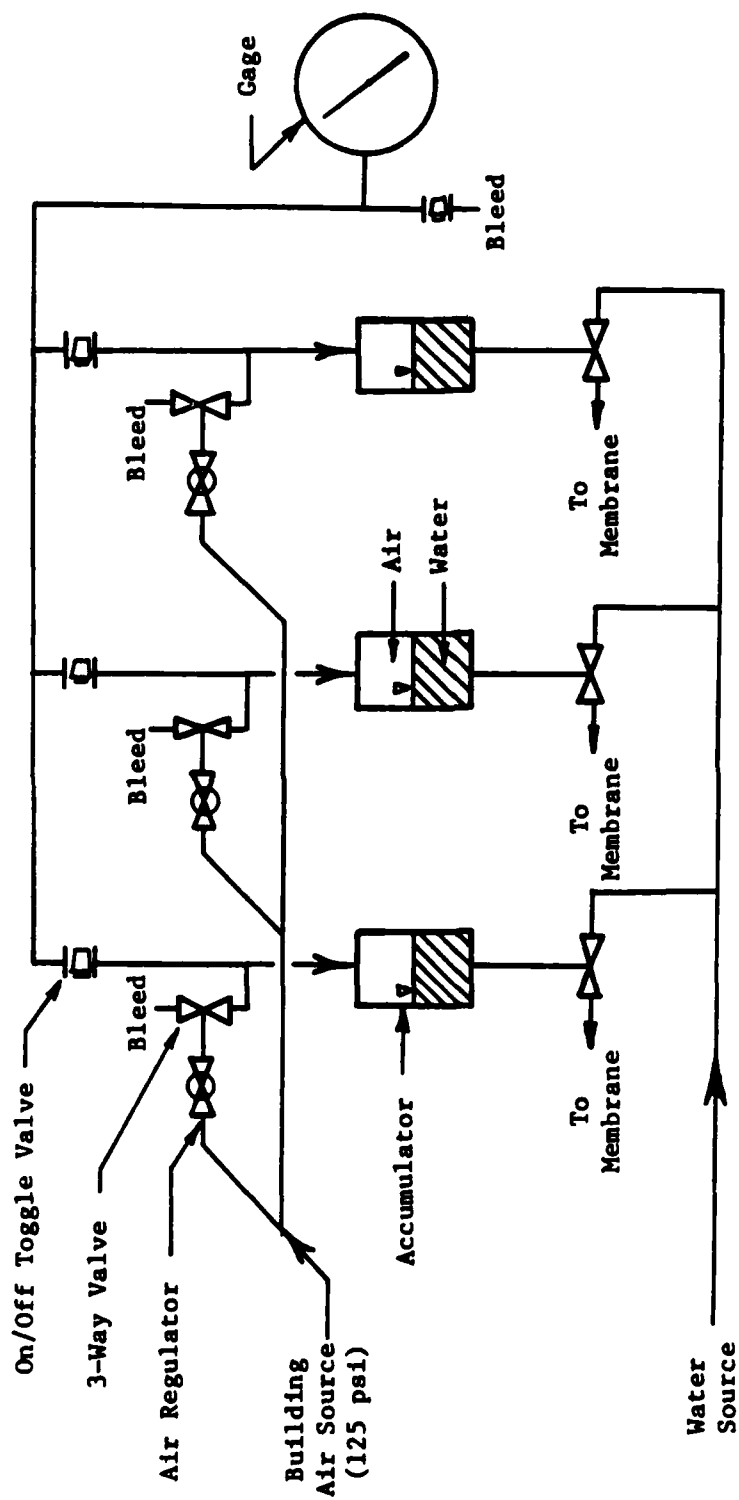 On/Off Toggle Valve
3-Way Valve
Air Regulator
Building
Air Source
(125 psi)
Bleed
Bleed
Bleed
Gage
Bleed
Accumulator
Air
Water
To
Membrane
To
Membrane
To
Membrane
Water
Source